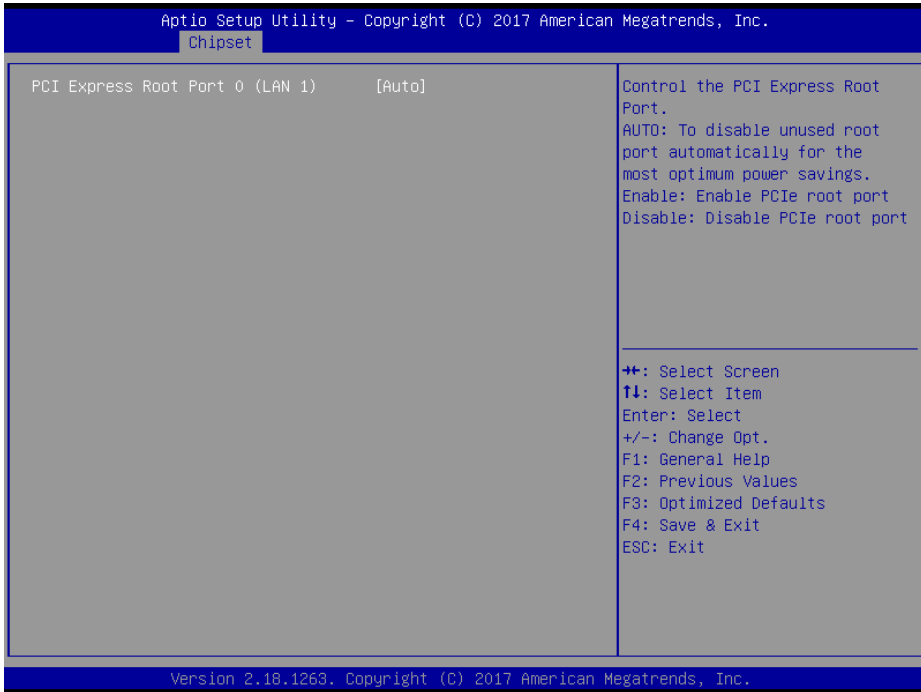 Aptio Setup Utility – Copyright (C) 2017 American Megatrends, Inc.
Chipset
PCI Express Root Port 0 (LAN 1) [Auto]
Control the PCI Express Root
Port.
AUTO: To disable unused root
port automatically for the
most optimum power savings.
Enable: Enable PCIe root port
Disable: Disable PCIe root port
→←: Select Screen
↑↓: Select Item
Enter: Select
+/-: Change Opt.
F1: General Help
F2: Previous Values
F3: Optimized Defaults
F4: Save & Exit
ESC: Exit
Version 2.18.1263. Copyright (C) 2017 American Megatrends, Inc.